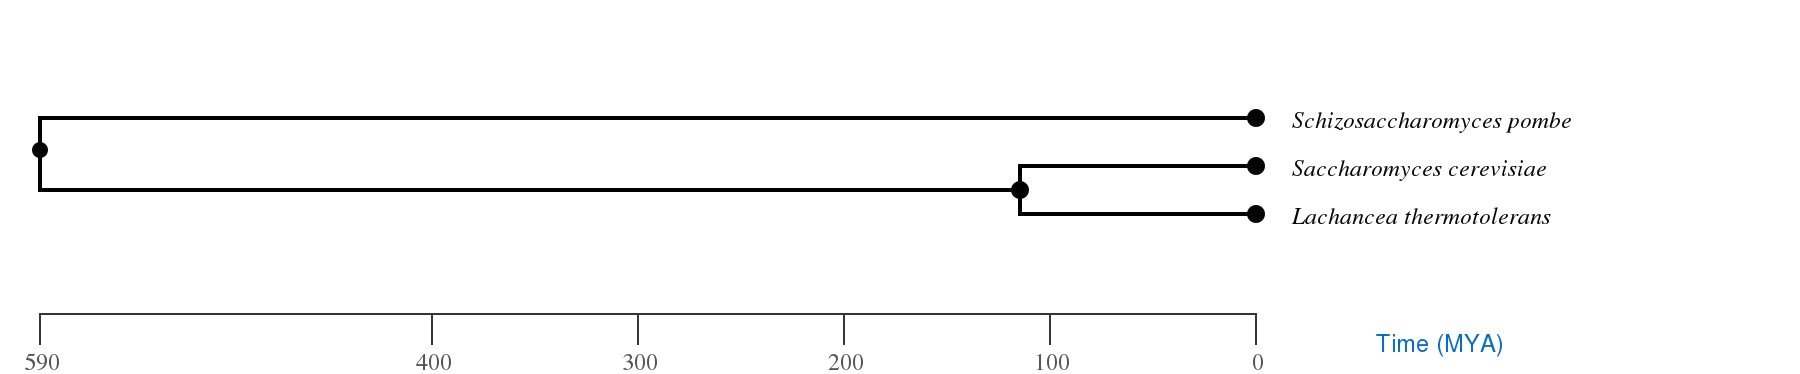 Schizosaccharomyces pombe
Saccharomyces cerevisiae
Lachancea thermotolerans
590 400 300 200 100 0 Time (MYA)